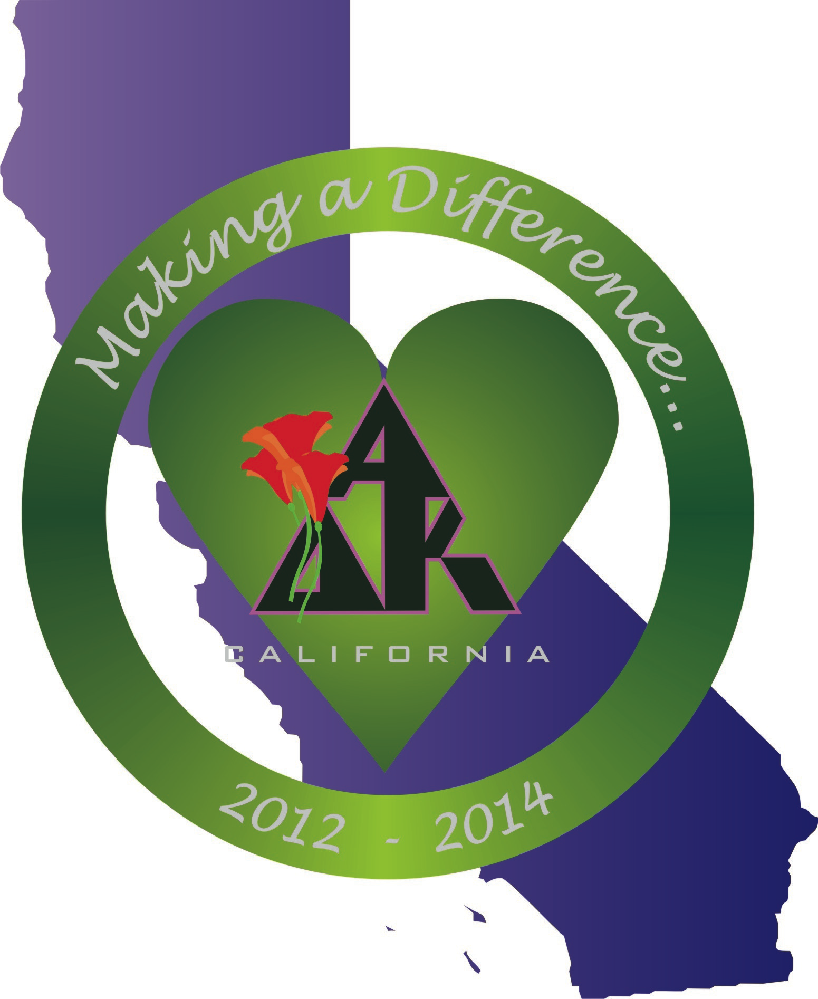 Making a Difference...
CALIFORNIA
2012 - 2014